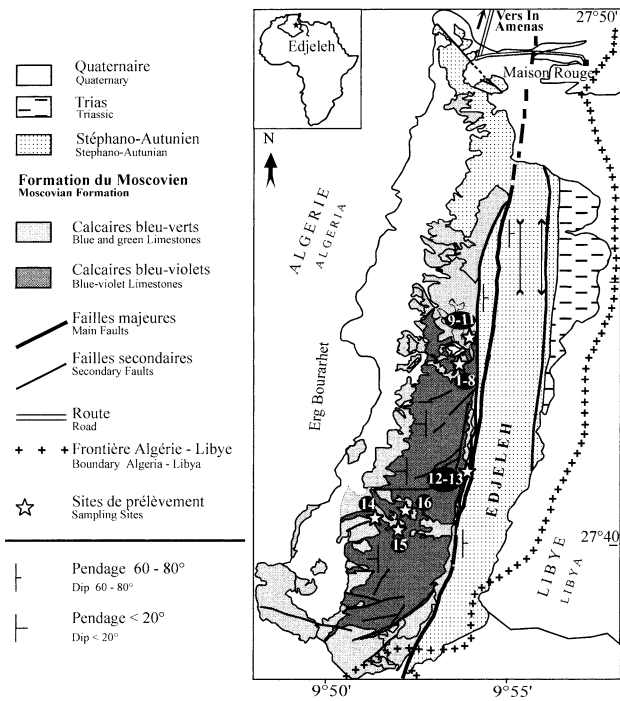 Quaternaire
Quaternary
Trias
Triassic
Stéphano-Autunien
Stephano-Autunian
Formation du Moscovien
Moscovian Formation
Calcaires bleu-verts
Blue and green Limestones
Calcaires bleu-violets
Blue-violet Limestones
Failles majeures
Main Faults
Failles secondaires
Secondary Faults
Route
Road
Frontière Algérie - Libye
Boundary Algeria - Libya
Sites de prélèvement
Sampling Sites
Pendage 60 - 80°
Dip 60 - 80°
Pendage < 20°
Dip < 20°
Edjeleh
N
Vers In
Amenas
27°50'
Maison Rouge
ALGERIE
ALGERIA
Erg Bourarhet
9-11
1-8
12-13
EDJELEH
14
16
15
27°40'
LIBYE
LIBYA
9°50'
9°55'